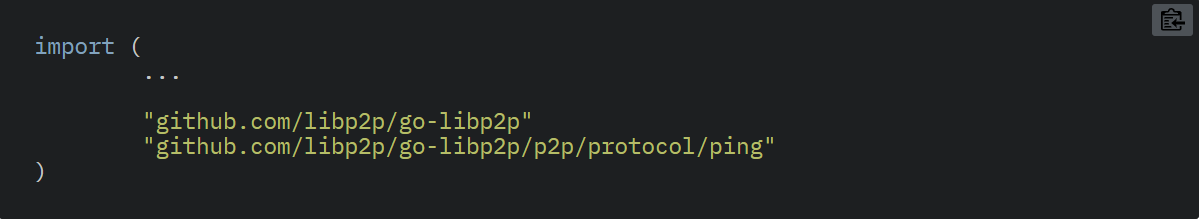 import (
...
"github.com/libp2p/go-libp2p"
"github.com/libp2p/go-libp2p/p2p/protocol/ping"
)